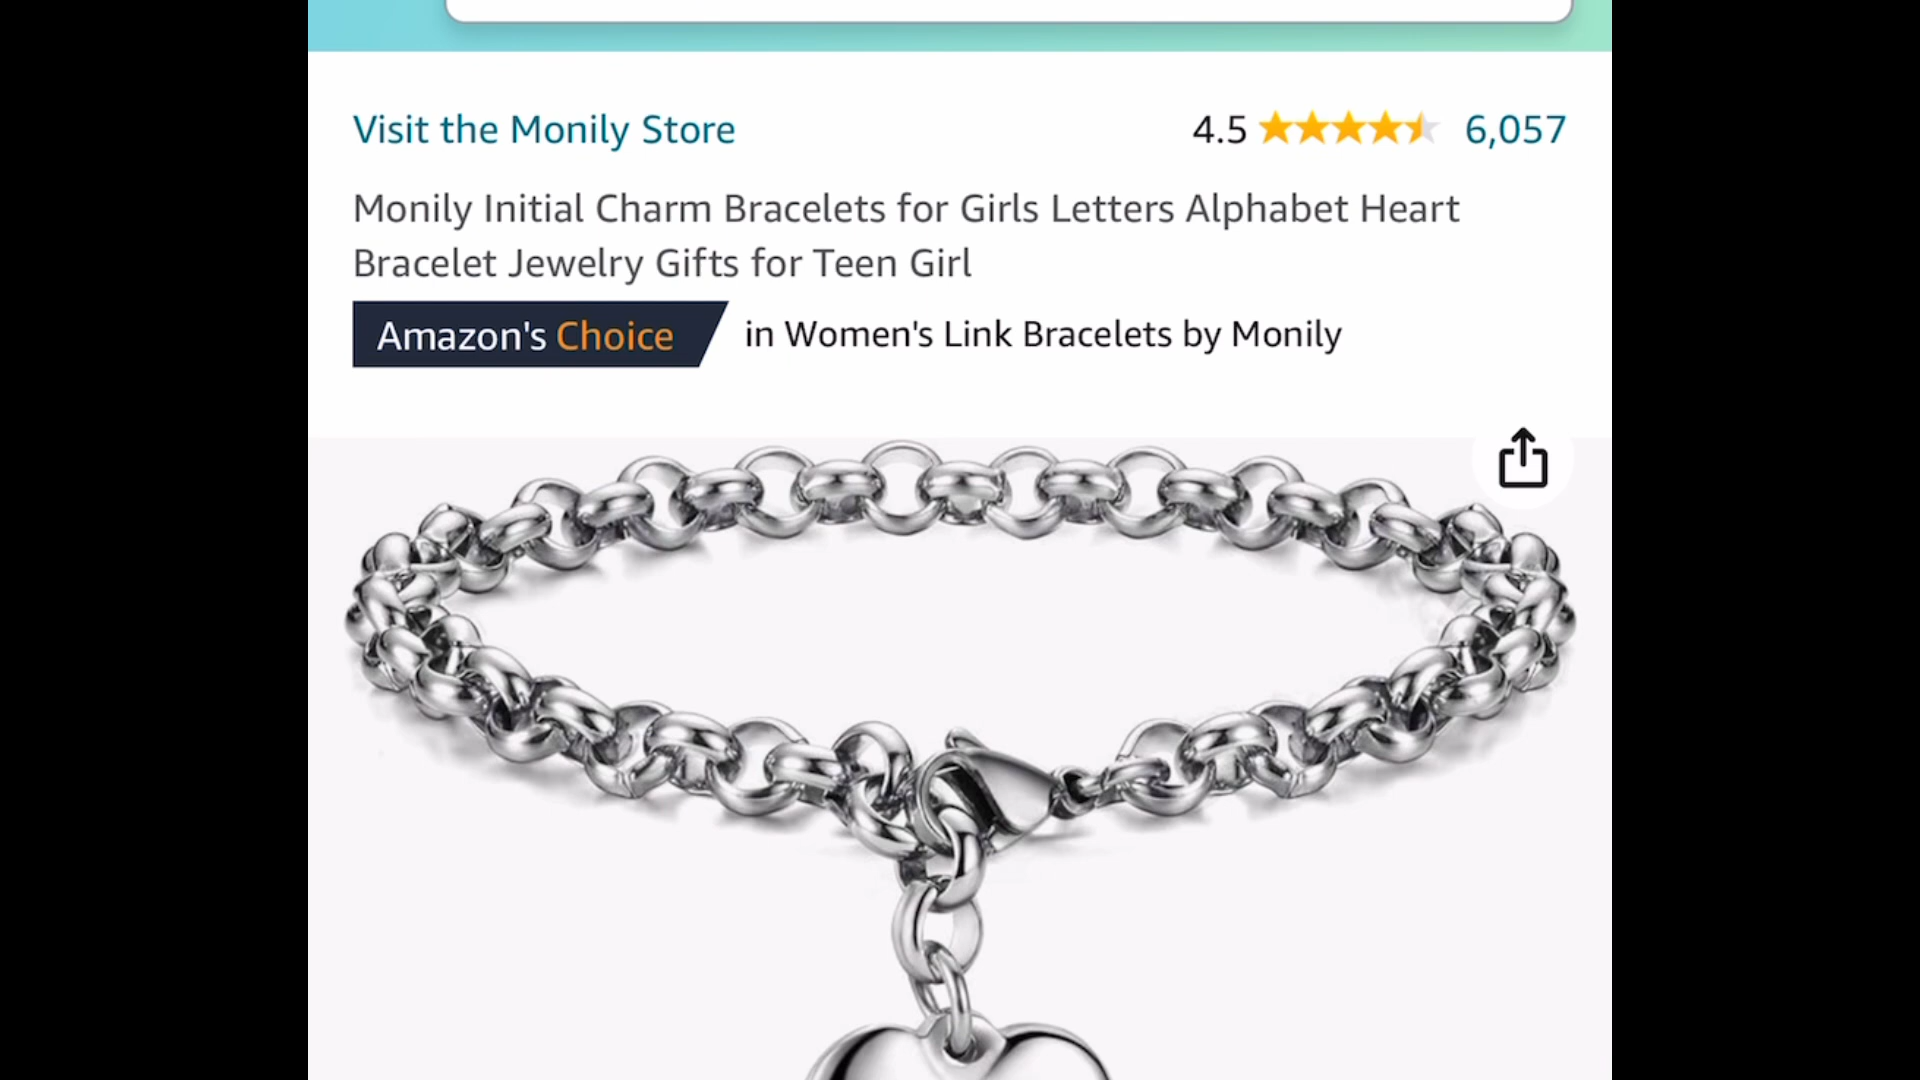 Visit the Monily Store 4.5 6,057
Monily Initial Charm Bracelets for Girls Letters Alphabet Heart
Bracelet Jewelry Gifts for Teen Girl
Amazon's Choice in Women's Link Bracelets by Monily